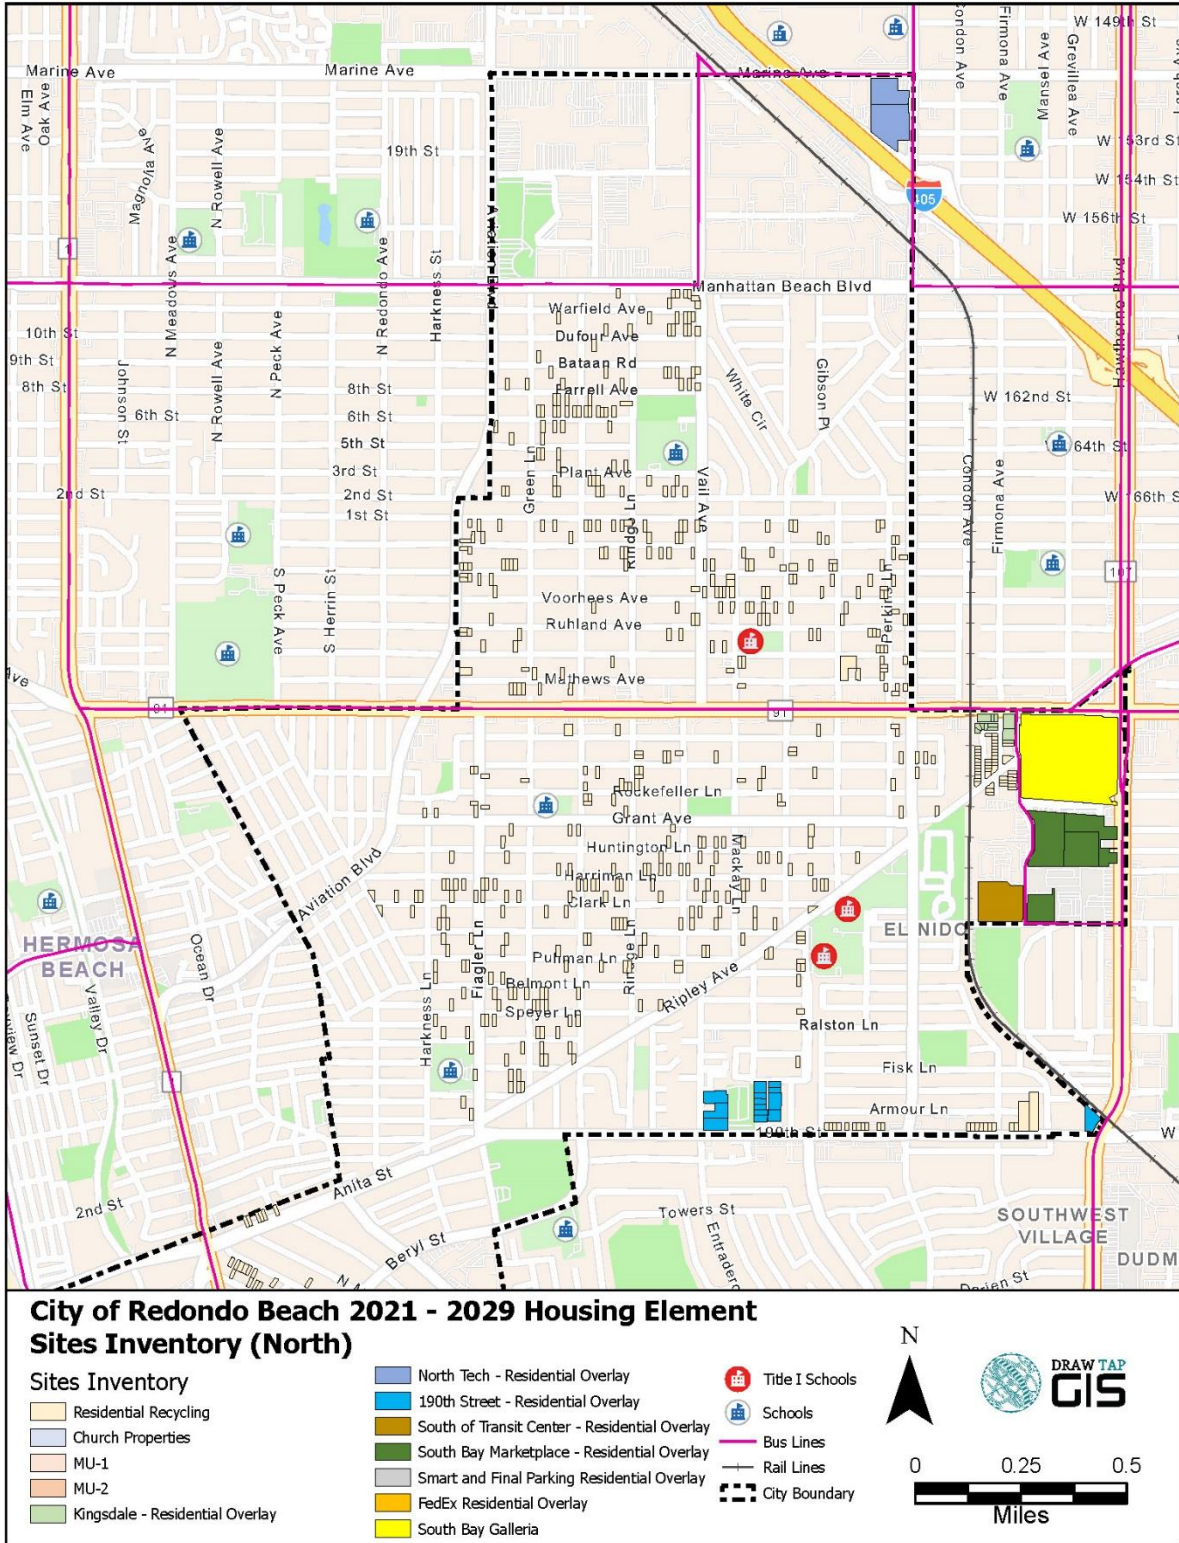 W 149th St
Marine Ave
Marine Ave
Marine Ave
Elm Ave
Oak Ave
Magnolia Ave
N Rowell Ave
19th St
Firmona Ave
Mansel Ave
Grevillea Ave
W 153rd St
W 154th St
405
W 156th St
1
N Meadows Ave
N Redondo Ave
Harkness St
Aviation Blvd
Manhattan Beach Blvd
Hawthorne Blvd
Warfield Ave
Dufour Ave
Bataan Rd
Farrell Ave
10th St
9th St
8th St
Johnson St
6th St
N Rowell Ave
N Peck Ave
8th St
6th St
5th St
3rd St
2nd St
1st St
2nd St
White Cir
Gibson Pl
W 162nd St
Green Ln
Plant Ave
Vail Ave
Condon Ave
Firmona Ave
107
S Peck Ave
S Herrin St
Voorhees Ave
Ruhland Ave
Perkins Ln
Mathews Ave
91
91
Rockefeller Ln
Grant Ave
Huntington Ln
Harriman Ln
Clark Ln
Mackay Ln
Aviation Blvd
HERMOSA
BEACH
Ocean Dr
Valley Dr
Sunset Dr
Harkness Ln
Flagler Ln
Pullman Ln
Belmont Ln
Speyer Ln
Ripley Ave
EL NIDO
Ralston Ln
Fisk Ln
Armour Ln
190th St
Anita St
2nd St
Beryl St
Towers St
Entradero
SOUTHWEST
VILLAGE
DUDM
Darien St
City of Redondo Beach 2021 - 2029 Housing Element
Sites Inventory (North)
Sites Inventory
Residential Recycling
Church Properties
MU-1
MU-2
Kingsdale - Residential Overlay
North Tech - Residential Overlay
190th Street - Residential Overlay
South of Transit Center - Residential Overlay
South Bay Marketplace - Residential Overlay
Smart and Final Parking Residential Overlay
FedEx Residential Overlay
South Bay Galleria
Title I Schools
Schools
Bus Lines
Rail Lines
City Boundary
N
DRAW TAP
GIS
0 0.25 0.5
Miles